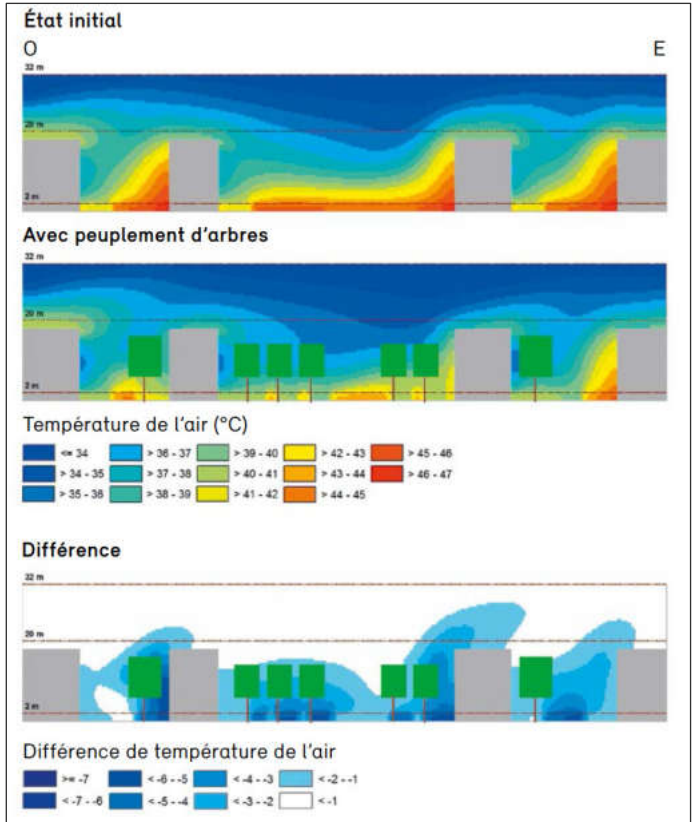 État initial
O E
32 m
20 m
2 m
Avec peuplement d'arbres
32 m
20 m
2 m
Température de l'air (°C)
<= 34 > 36 - 37 > 39 - 40 > 42 - 43 > 45 - 46
> 34 - 35 > 37 - 38 > 40 - 41 > 43 - 44 > 46 - 47
> 35 - 36 > 38 - 39 > 41 - 42 > 44 - 45
Différence
32 m
20 m
2 m
Différence de température de l'air
>= -7 < -6 - -5 < -4 - -3 < -2 - -1
< -7 - -6 < -5 - -4 < -3 - -2 < -1